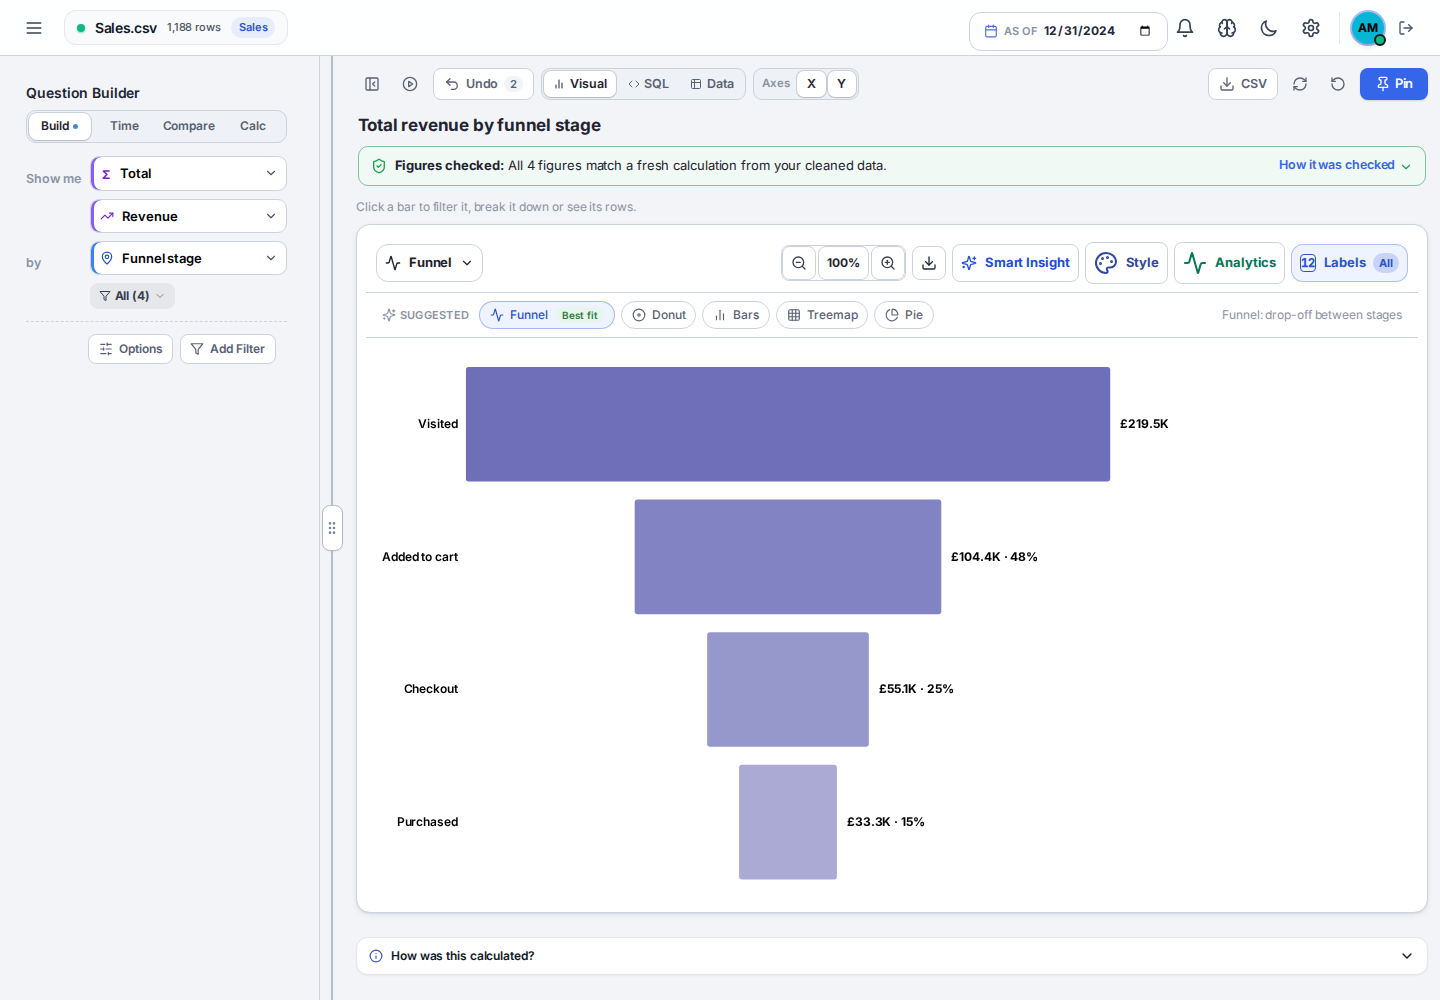 Sales.csv 1,188 rows Sales
AS OF 12/31/2024
AM
Question Builder
Build Time Compare Calc
Show me Total
Revenue
by Funnel stage
All (4)
Options Add Filter
Undo 2 Visual SQL Data Axes X Y CSV Pin
Total revenue by funnel stage
Figures checked: All 4 figures match a fresh calculation from your cleaned data. How it was checked
Click a bar to filter it, break it down or see its rows.
Funnel 100% Smart Insight Style Analytics 12 Labels All
SUGGESTED Funnel Best fit Donut Bars Treemap Pie Funnel: drop-off between stages
Visited £219.5K
Added to cart £104.4K · 48%
Checkout £55.1K · 25%
Purchased £33.3K · 15%
How was this calculated?